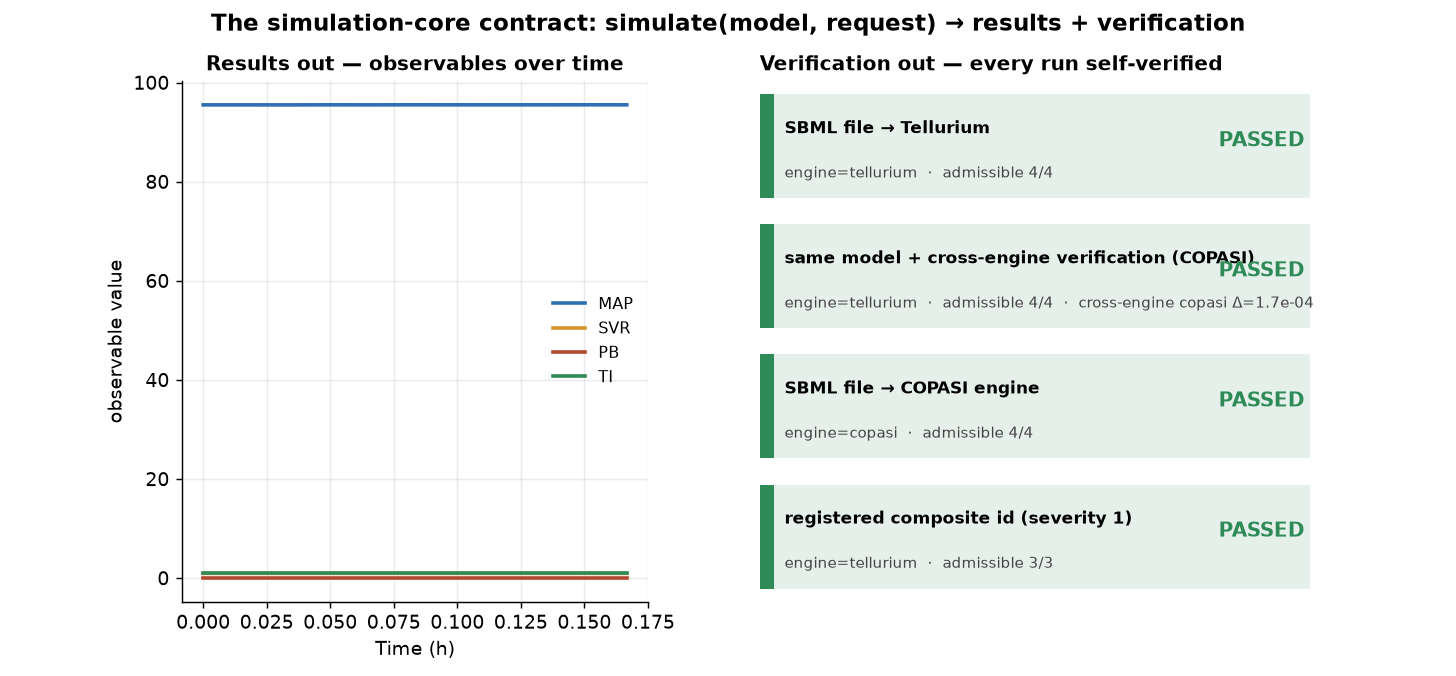 The simulation-core contract: simulate(model, request) → results + verification
Results out — observables over time
100
80
60
40
20
0
observable value
MAP
SVR
PB
TI
0.000 0.025 0.050 0.075 0.100 0.125 0.150 0.175
Time (h)
Verification out — every run self-verified
SBML file → Tellurium
PASSED
engine=tellurium · admissible 4/4
same model + cross-engine verification (COPASI)
PASSED
engine=tellurium · admissible 4/4 · cross-engine copasi Δ=1.7e-04
SBML file → COPASI engine
PASSED
engine=copasi · admissible 4/4
registered composite id (severity 1)
PASSED
engine=tellurium · admissible 3/3